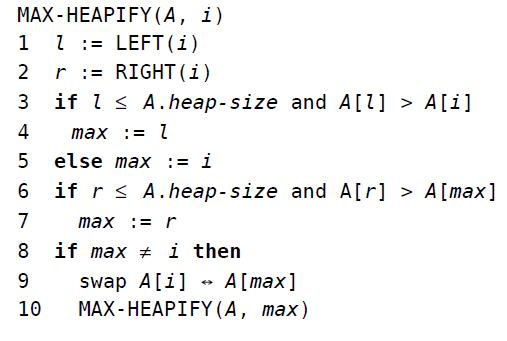 MAX-HEAPIFY(A, i)
1 l := LEFT(i)
2 r := RIGHT(i)
3 if l ≤ A.heap-size and A[l] > A[i]
4 max := l
5 else max := i
6 if r ≤ A.heap-size and A[r] > A[max]
7 max := r
8 if max ≠ i then
9 swap A[i] ↔ A[max]
10 MAX-HEAPIFY(A, max)